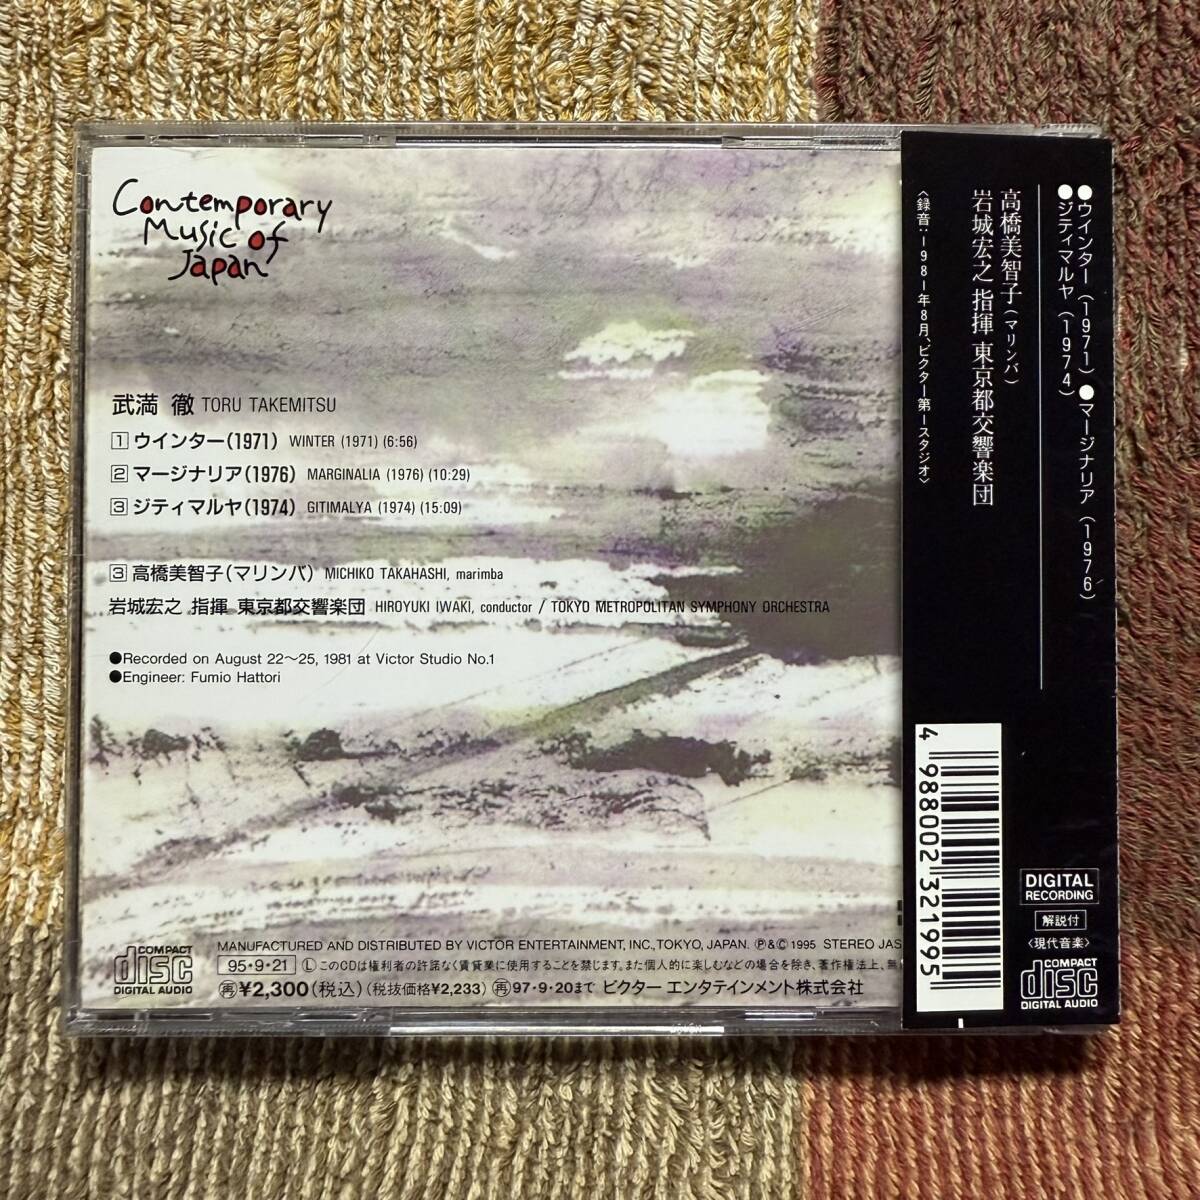 Contemporary
Music of
Japan
武満 徹 TORU TAKEMITSU
1 ウインター(1971) WINTER (1971) (6:56)
2 マージナリア(1976) MARGINALIA (1976) (10:29)
3 ジティマルヤ(1974) GITIMALYA (1974) (15:09)
3 高橋美智子(マリンバ) MICHIKO TAKAHASHI, marimba
岩城宏之 指揮 東京都交響楽団 HIROYUKI IWAKI, conductor / TOKYO METROPOLITAN SYMPHONY ORCHESTRA
●Recorded on August 22〜25, 1981 at Victor Studio No.1
●Engineer: Fumio Hattori
COMPACT
disc
DIGITAL AUDIO
MANUFACTURED AND DISTRIBUTED BY VICTOR ENTERTAINMENT, INC., TOKYO, JAPAN. ℗&© 1995 STEREO JAS
95・9・21 Ⓛ このCDは権利者の許諾なく賃貸業に使用することを禁じます。また個人的に楽しむなどの場合を除き、著作権法上、無
再¥2,300(税込)(税抜価格¥2,233) 再97・9・20まで ビクター エンタテインメント株式会社
●ウインター(1971) ●マージナリア(1976)
●ジティマルヤ(1974)
高橋美智子(マリンバ)
岩城宏之 指揮 東京都交響楽団
〈録音:1981年8月、ビクター第一スタジオ〉
4 988002 321995
DIGITAL
RECORDING
解説付
〈現代音楽〉
COMPACT
disc
DIGITAL AUDIO